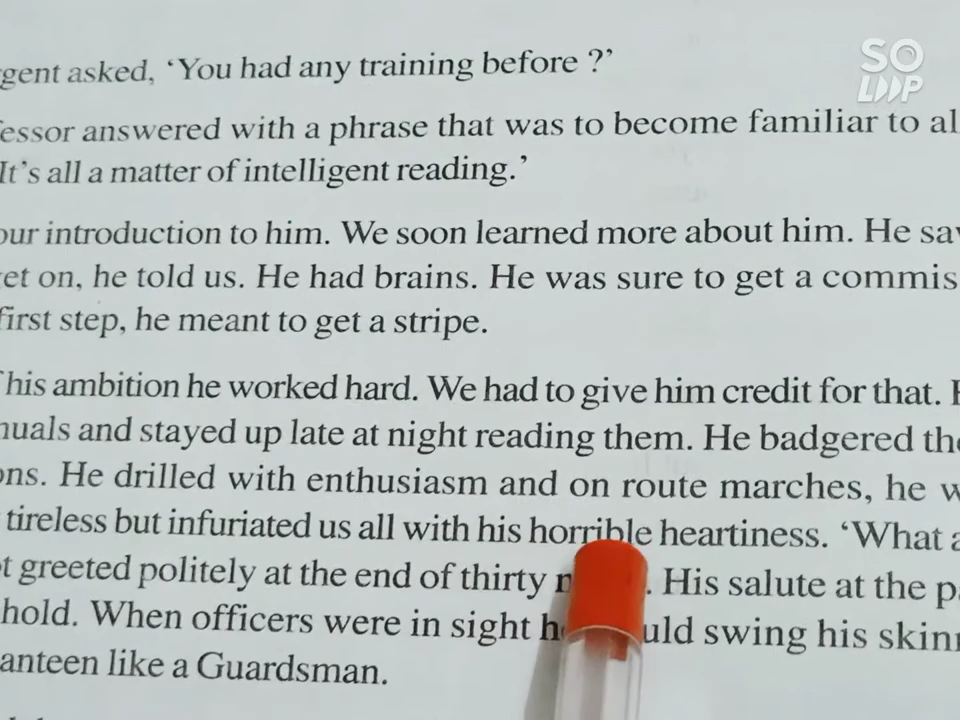 SO
LOOP
gent asked, ‘You had any training before ?’
essor answered with a phrase that was to become familiar to al
It’s all a matter of intelligent reading.’
our introduction to him. We soon learned more about him. He sa
et on, he told us. He had brains. He was sure to get a commis
first step, he meant to get a stripe.
his ambition he worked hard. We had to give him credit for that.
nuals and stayed up late at night reading them. He badgered the
ons. He drilled with enthusiasm and on route marches, he w
tireless but infuriated us all with his horrible heartiness. ‘What a
t greeted politely at the end of thirty . His salute at the p
hold. When officers were in sight h uld swing his skin
anteen like a Guardsman.